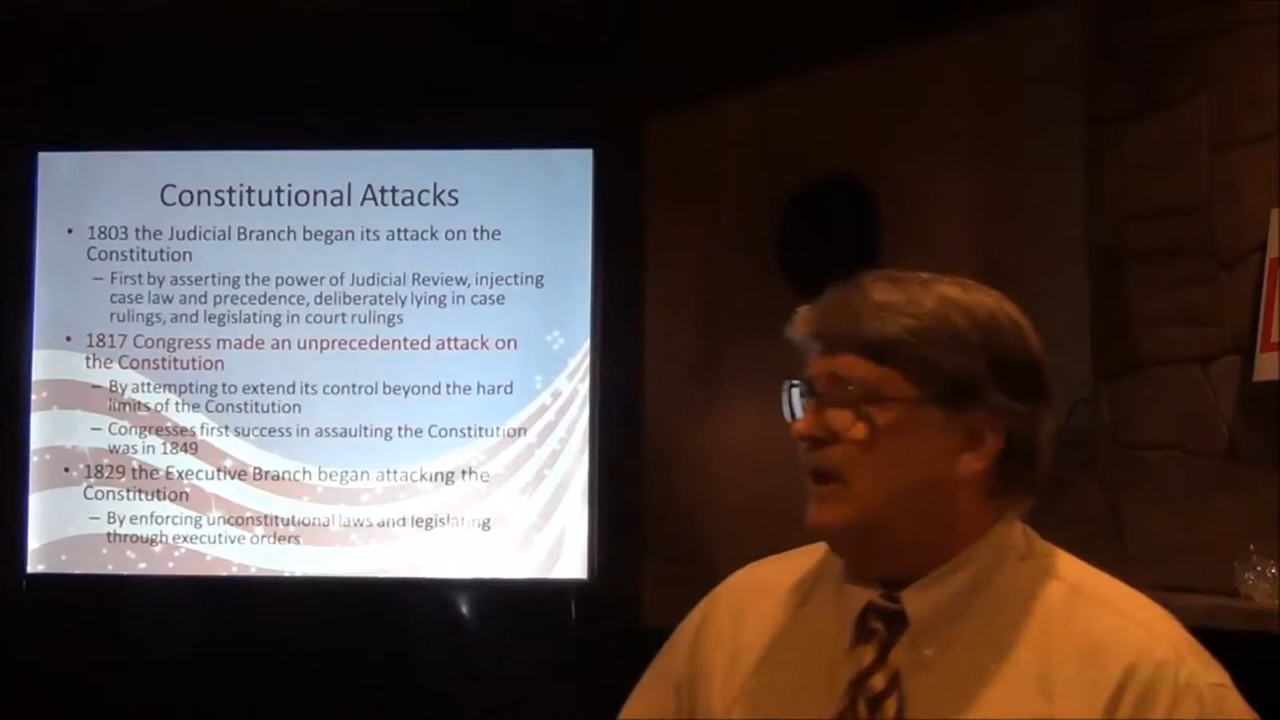 Constitutional Attacks
• 1803 the Judicial Branch began its attack on the
Constitution
– First by asserting the power of Judicial Review, injecting
case law and precedence, deliberately lying in case
rulings, and legislating in court rulings
• 1817 Congress made an unprecedented attack on
the Constitution
– By attempting to extend its control beyond the hard
limits of the Constitution
– Congresses first success in assaulting the Constitution
was in 1849
• 1829 the Executive Branch began attacking the
Constitution
– By enforcing unconstitutional laws and legislating
through executive orders